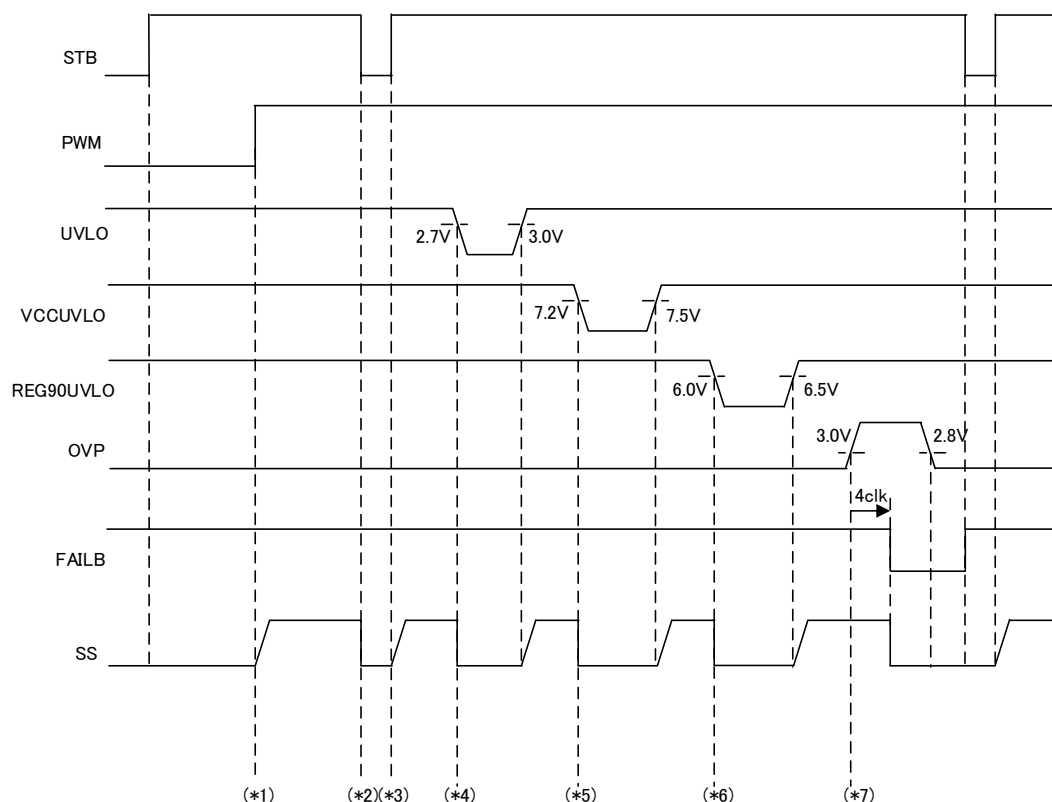 STB
PWM
UVLO
2.7V
3.0V
VCCUVLO
7.2V
7.5V
REG90UVLO
6.0V
6.5V
OVP
3.0V
2.8V
4clk
FAILB
SS
(*1)
(*2)
(*3)
(*4)
(*5)
(*6)
(*7)